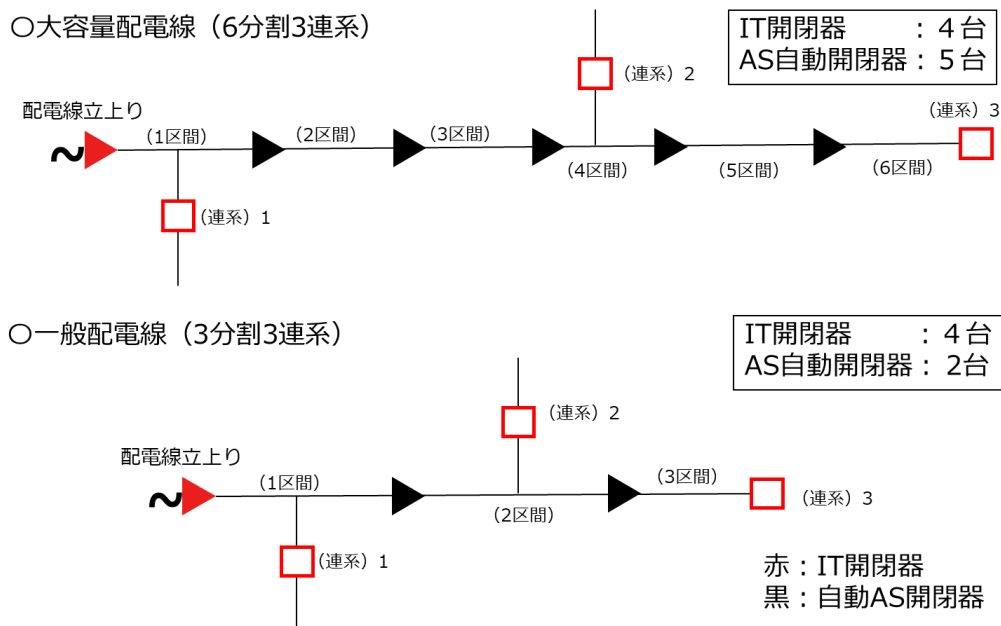 〇大容量配電線（6分割3連系）
IT開閉器　　：４台
AS自動開閉器：５台
（連系）2
配電線立上り
（連系）3
（1区間）
（2区間）
（3区間）
（4区間）
（5区間）
（6区間）
（連系）1
〇一般配電線（3分割3連系）
IT開閉器　　：４台
AS自動開閉器：２台
（連系）2
配電線立上り
（1区間）
（3区間）
（2区間）
（連系）3
（連系）1
赤：IT開閉器
黒：自動AS開閉器